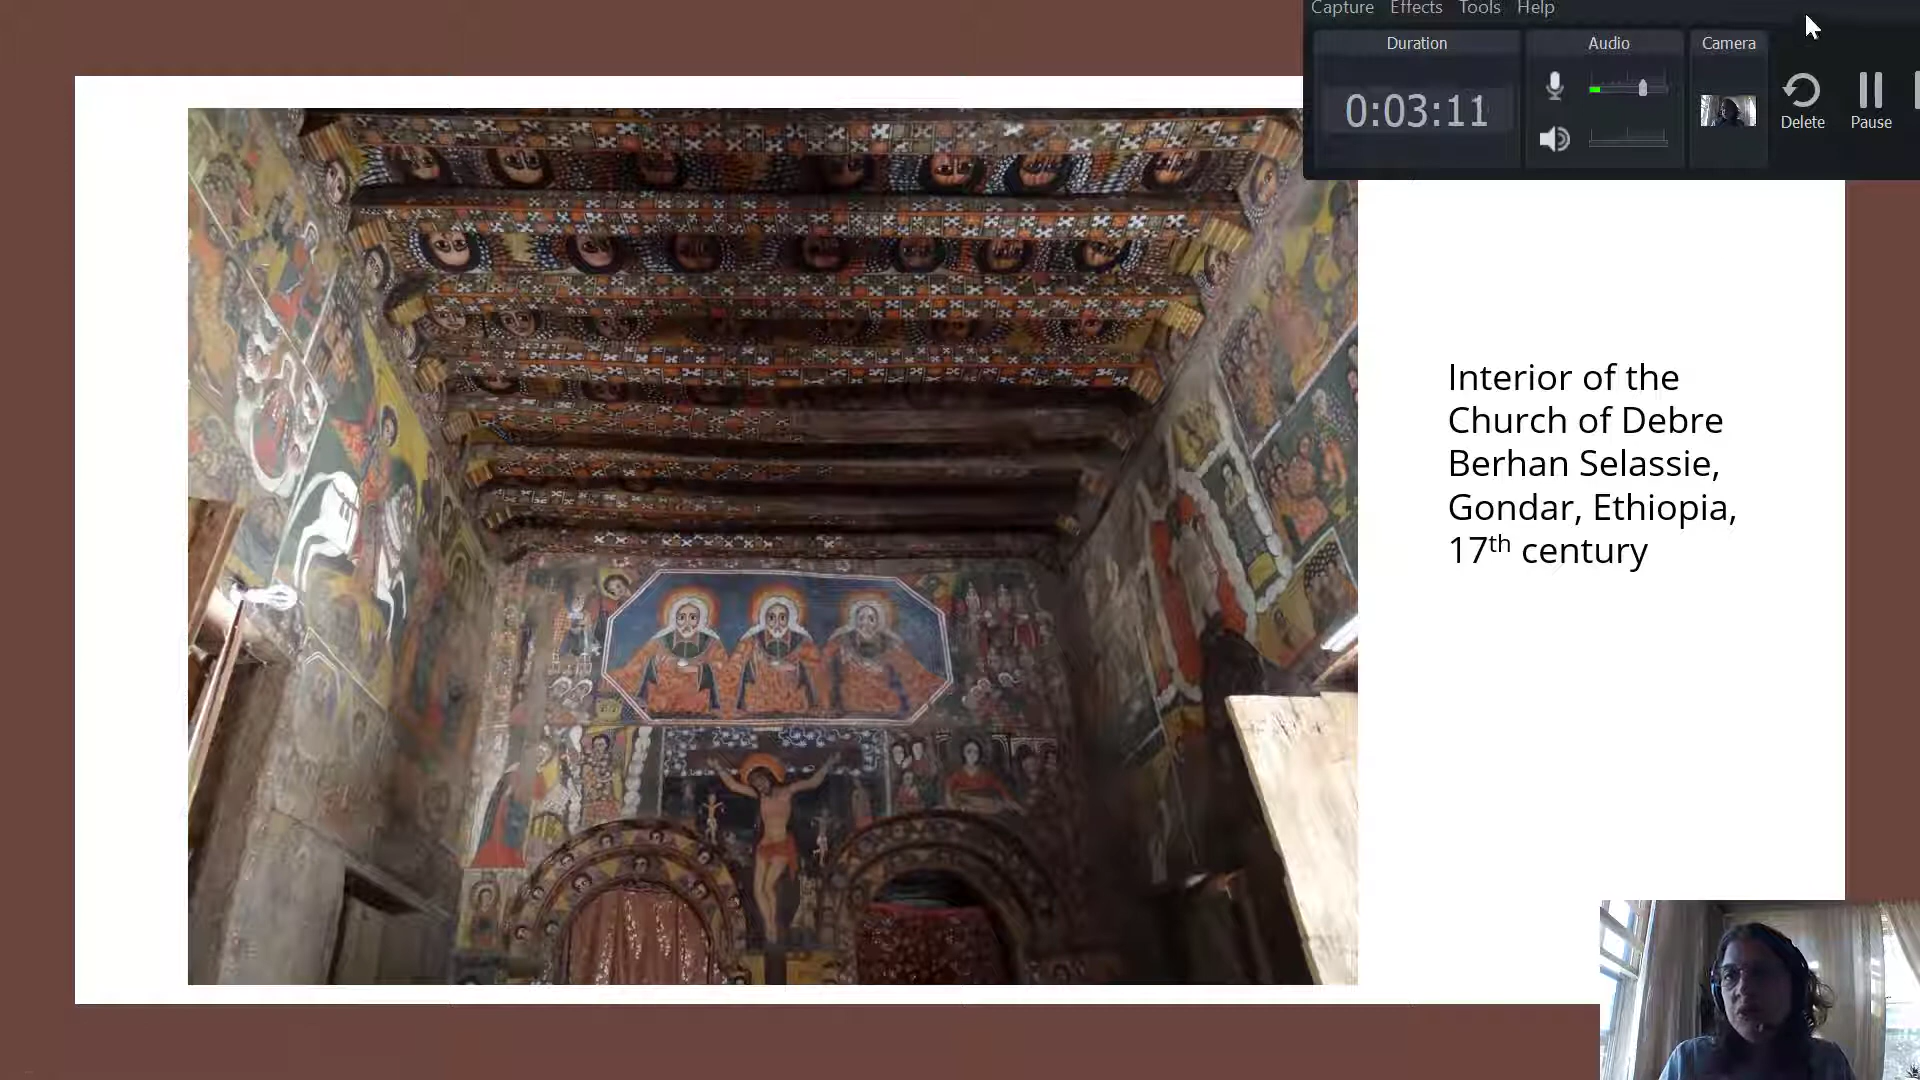 Capture Effects Tools Help
Duration Audio Camera
0:03:11
Delete Pause
Interior of the
Church of Debre
Berhan Selassie,
Gondar, Ethiopia,
17th century